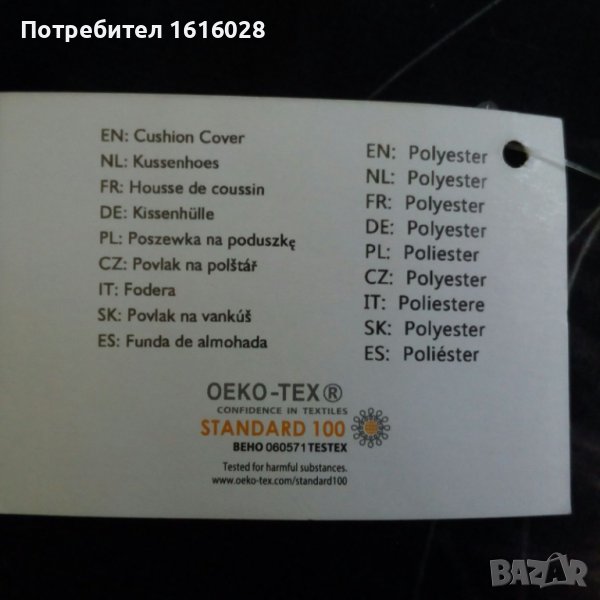 Потребител 1616028
EN: Cushion Cover
NL: Kussenhoes
FR: Housse de coussin
DE: Kissenhülle
PL: Poszewka na poduszkę
CZ: Povlak na polštář
IT: Fodera
SK: Povlak na vankúš
ES: Funda de almohada
EN: Polyester
NL: Polyester
FR: Polyester
DE: Polyester
PL: Poliester
CZ: Polyester
IT: Poliestere
SK: Polyester
ES: Poliéster
OEKO-TEX®
CONFIDENCE IN TEXTILES
STANDARD 100
BEHO 060571 TESTEX
Tested for harmful substances.
www.oeko-tex.com/standard100
BAZAR